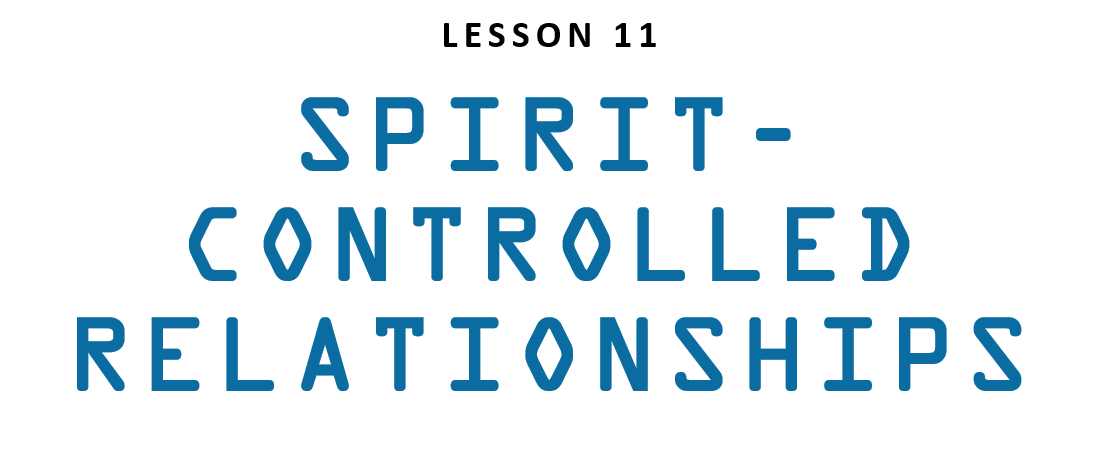 LESSON 11
SPIRIT-
CONTROLLED
RELATIONSHIPS